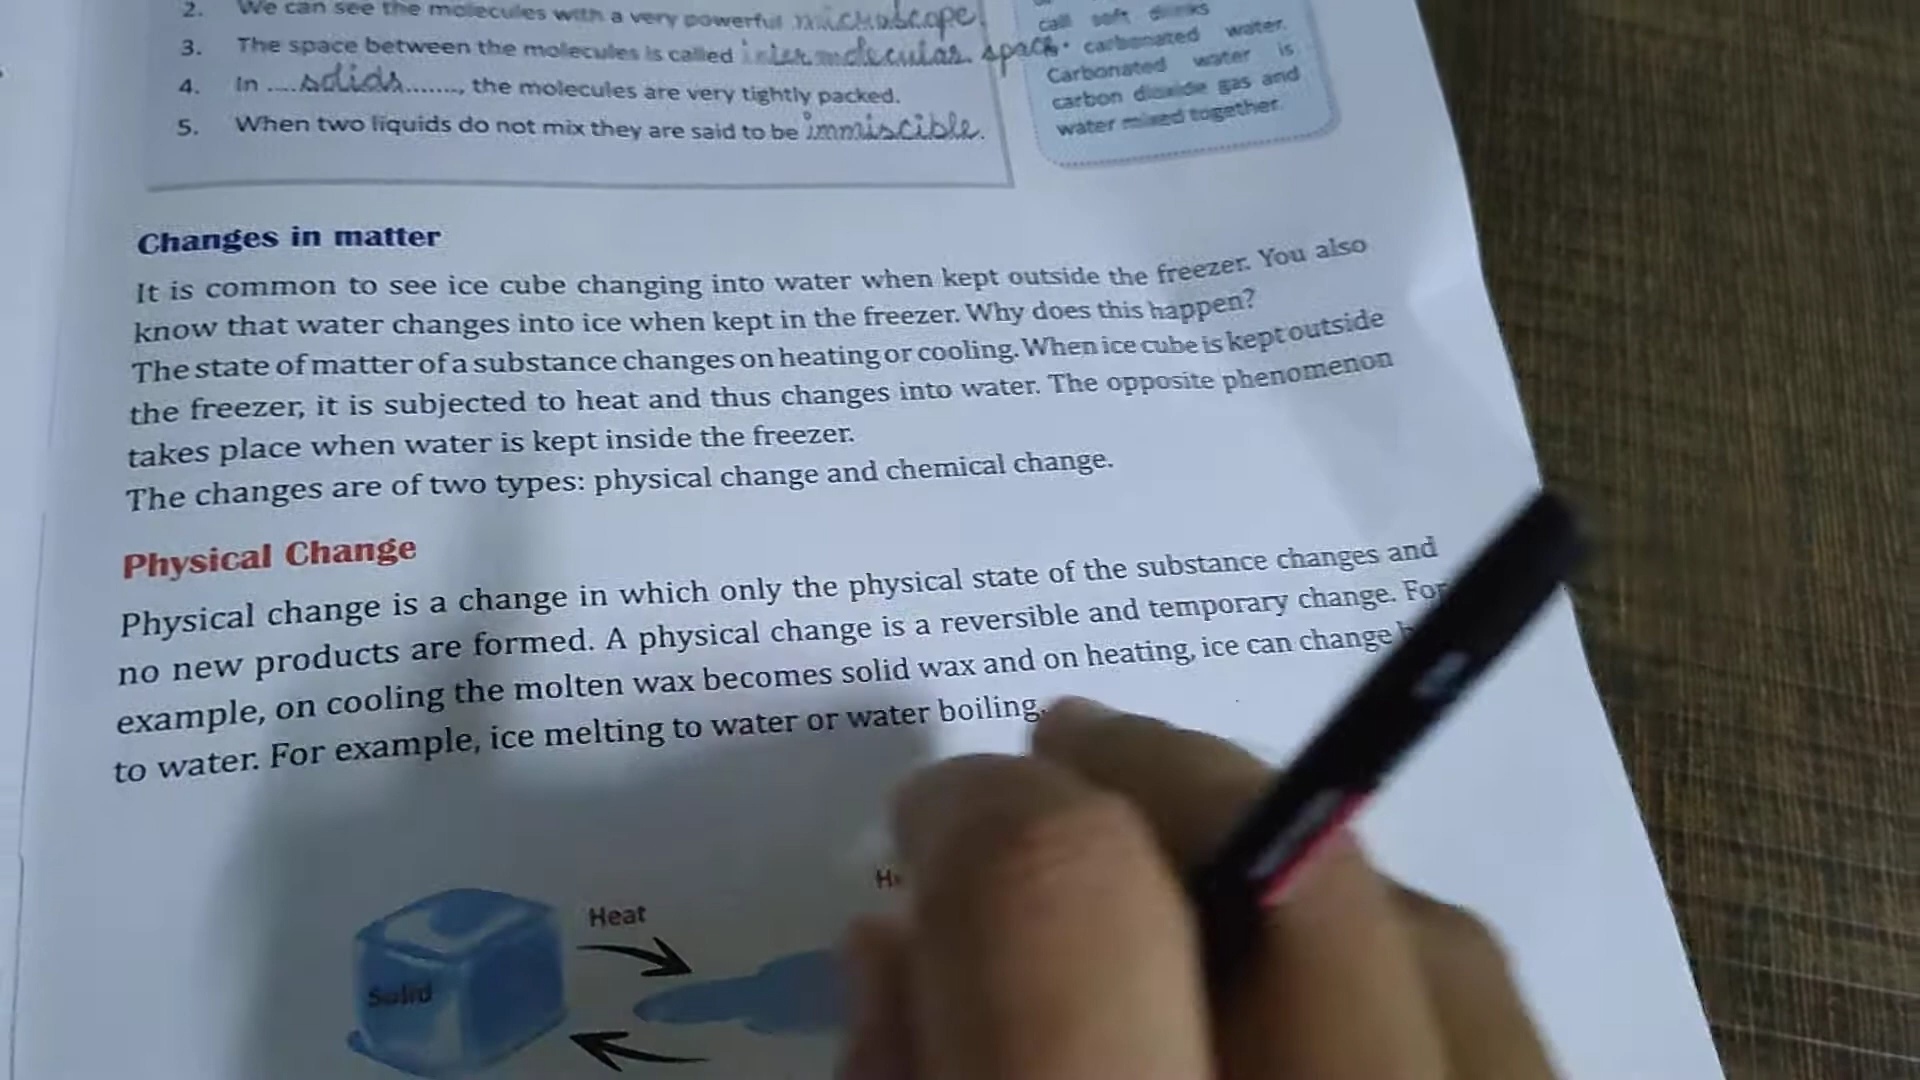 2. We can see the molecules with a very powerful microscope.
call soft drinks
3. The space between the molecules is called intermolecular space.
carbonated water.
Carbonated water is
4. In ....solids......., the molecules are very tightly packed.
carbon dioxide gas and
5. When two liquids do not mix they are said to be immiscible.
water mixed together.
Changes in matter
It is common to see ice cube changing into water when kept outside the freezer. You also
know that water changes into ice when kept in the freezer. Why does this happen?
The state of matter of a substance changes on heating or cooling. When ice cube is kept outside
the freezer, it is subjected to heat and thus changes into water. The opposite phenomenon
takes place when water is kept inside the freezer.
The changes are of two types: physical change and chemical change.
Physical Change
Physical change is a change in which only the physical state of the substance changes and
no new products are formed. A physical change is a reversible and temporary change. For
example, on cooling the molten wax becomes solid wax and on heating, ice can change
to water. For example, ice melting to water or water boiling.
Heat
Solid